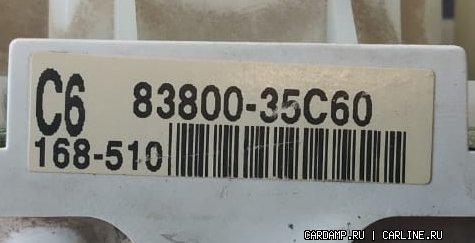 C6 83800-35C60
168-510
CARDAMP.RU | CARLINE.RU